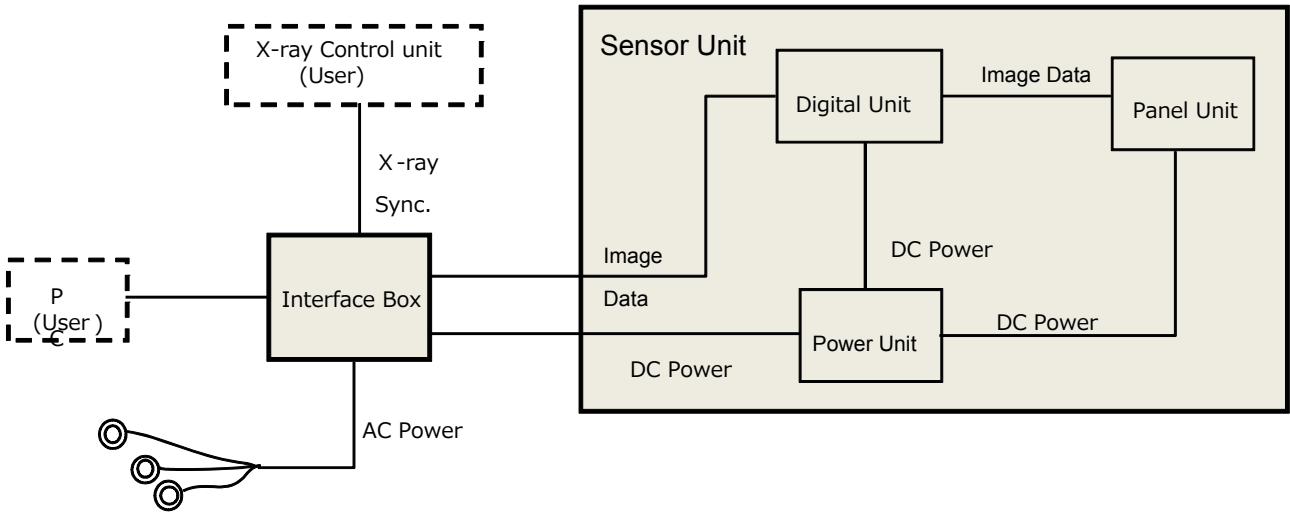 X-ray Control unit
(User)
Sensor Unit
Digital Unit
Image Data
Panel Unit
X-ray
Sync.
Image
Data
DC Power
PC
(User)
Interface Box
Power Unit
DC Power
DC Power
AC Power